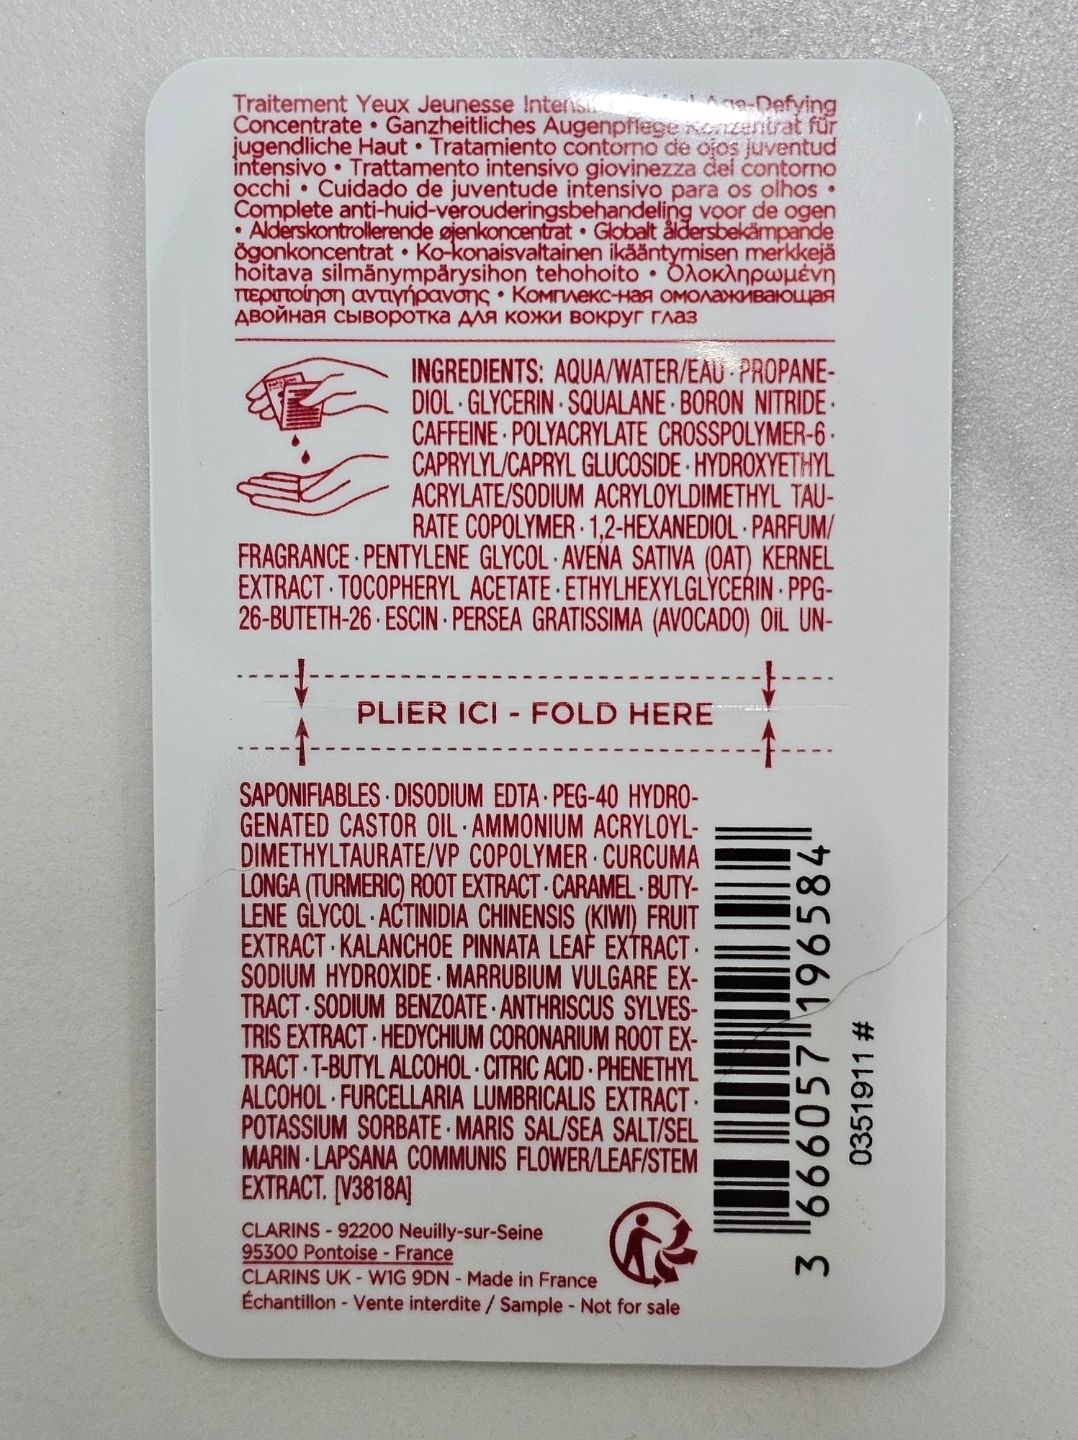 Traitement Yeux Jeunesse Intensif Age-Defying
Concentrate • Ganzheitliches Augenpflege Konzentrat für
jugendliche Haut • Tratamiento contorno de ojos juventud
intensivo • Trattamento intensivo giovinezza del contorno
occhi • Cuidado de juventude intensivo para os olhos •
Complete anti-huid-verouderingsbehandeling voor de ogen
• Alderskontrollerende øjenkoncentrat • Globalt åldersbekämpande
ögonkoncentrat • Ko-konaisvaltainen ikääntymisen merkkejä
hoitava silmänympärysihon tehohoito • Ολοκληρωμένη
περιποίηση αντιγήρανσης • Комплекс-ная омолаживающая
двойная сыворотка для кожи вокруг глаз
INGREDIENTS: AQUA/WATER/EAU · PROPANE-
DIOL · GLYCERIN · SQUALANE · BORON NITRIDE ·
CAFFEINE · POLYACRYLATE CROSSPOLYMER-6 ·
CAPRYLYL/CAPRYL GLUCOSIDE · HYDROXYETHYL
ACRYLATE/SODIUM ACRYLOYLDIMETHYL TAU-
RATE COPOLYMER · 1,2-HEXANEDIOL · PARFUM/
FRAGRANCE · PENTYLENE GLYCOL · AVENA SATIVA (OAT) KERNEL
EXTRACT · TOCOPHERYL ACETATE · ETHYLHEXYLGLYCERIN · PPG-
26-BUTETH-26 · ESCIN · PERSEA GRATISSIMA (AVOCADO) OIL UN-
PLIER ICI - FOLD HERE
SAPONIFIABLES · DISODIUM EDTA · PEG-40 HYDRO-
GENATED CASTOR OIL · AMMONIUM ACRYLOYL-
DIMETHYLTAURATE/VP COPOLYMER · CURCUMA
LONGA (TURMERIC) ROOT EXTRACT · CARAMEL · BUTY-
LENE GLYCOL · ACTINIDIA CHINENSIS (KIWI) FRUIT
EXTRACT · KALANCHOE PINNATA LEAF EXTRACT ·
SODIUM HYDROXIDE · MARRUBIUM VULGARE EX-
TRACT · SODIUM BENZOATE · ANTHRISCUS SYLVES-
TRIS EXTRACT · HEDYCHIUM CORONARIUM ROOT EX-
TRACT · T-BUTYL ALCOHOL · CITRIC ACID · PHENETHYL
ALCOHOL · FURCELLARIA LUMBRICALIS EXTRACT ·
POTASSIUM SORBATE · MARIS SAL/SEA SALT/SEL
MARIN · LAPSANA COMMUNIS FLOWER/LEAF/STEM
EXTRACT. [V3818A]
CLARINS - 92200 Neuilly-sur-Seine
95300 Pontoise - France
CLARINS UK - W1G 9DN - Made in France
Échantillon - Vente interdite / Sample - Not for sale
3 666057 196584
0351911 #